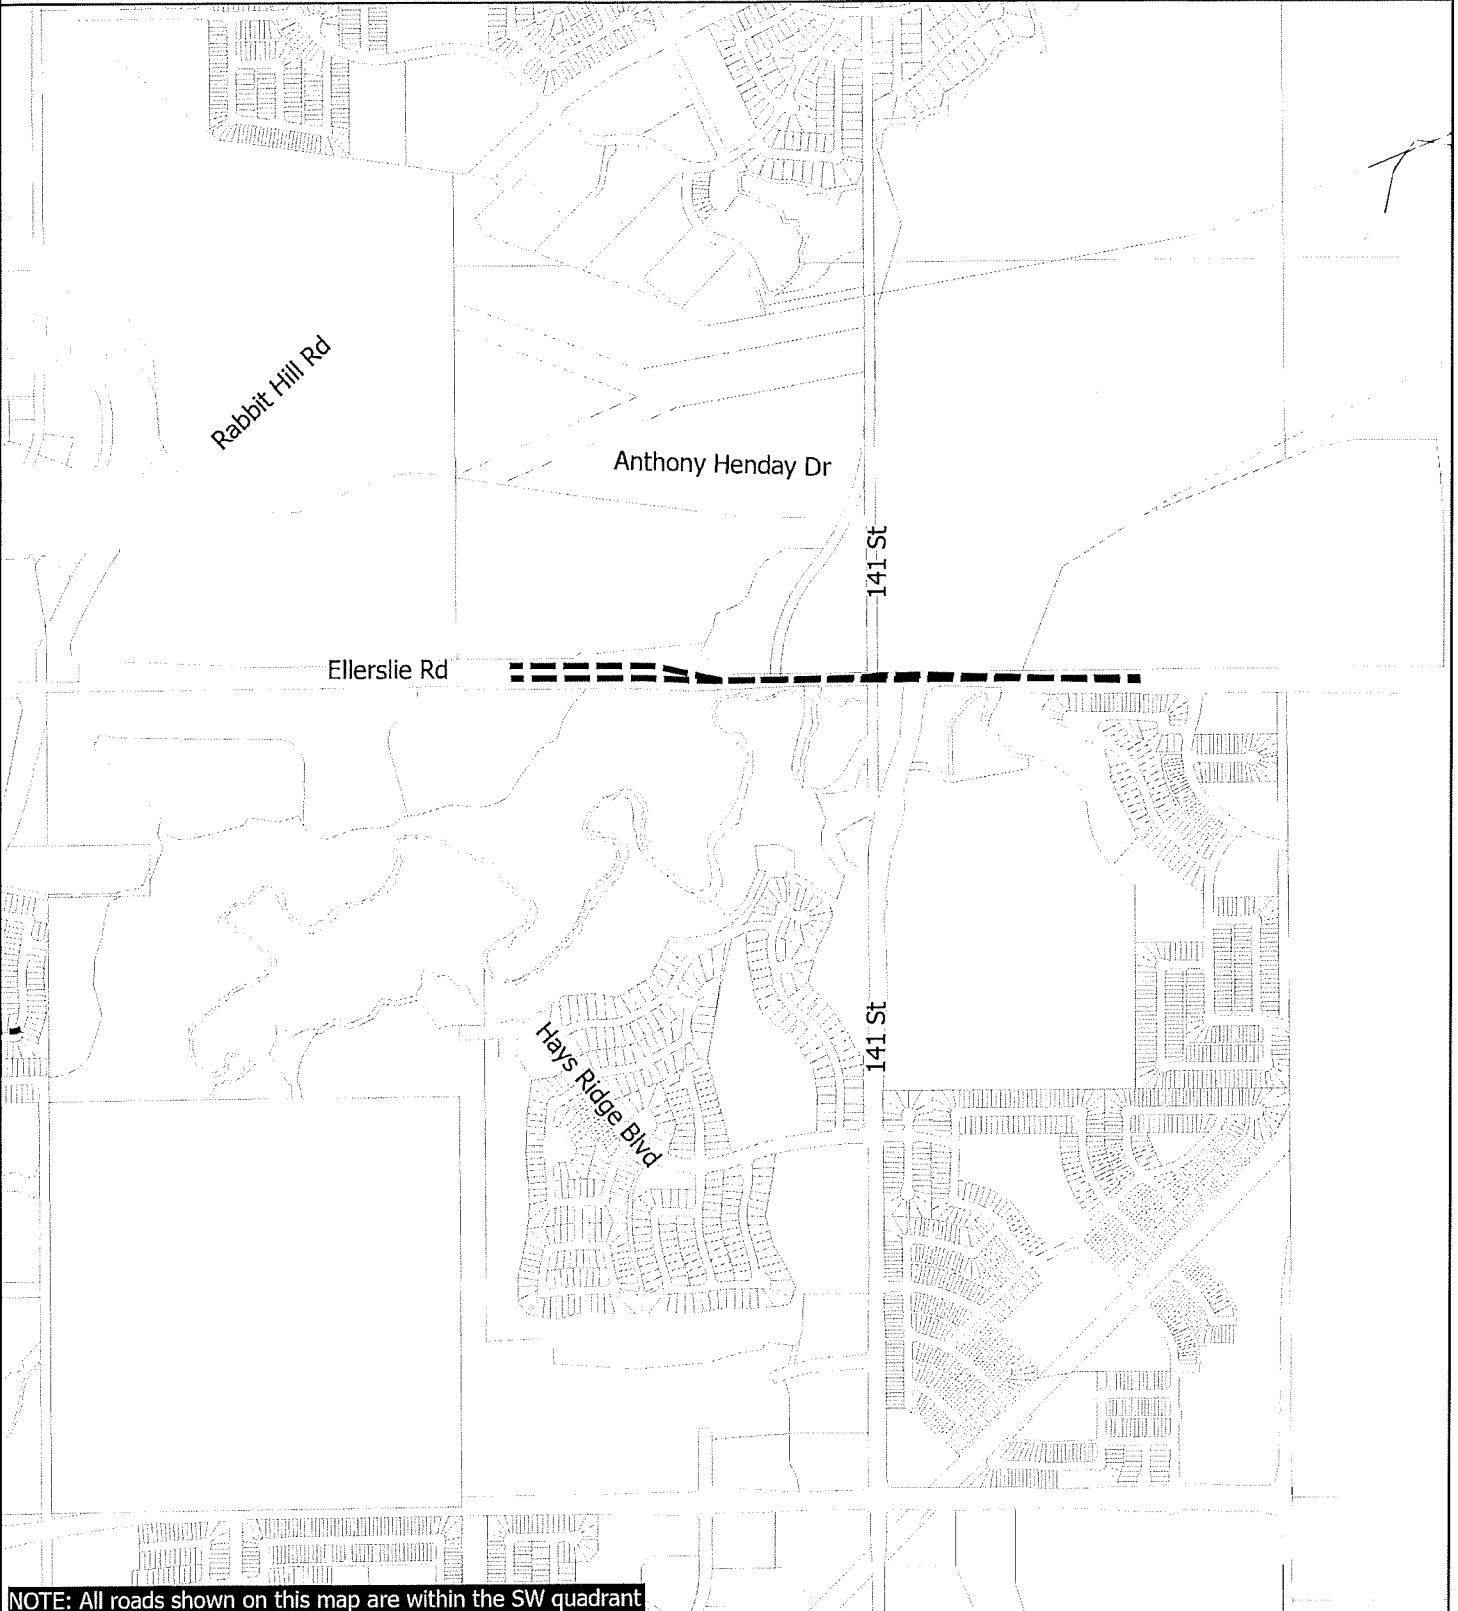 Rabbit Hill Rd
Anthony Henday Dr
141 St
Ellerslie Rd
141 St
Hays Ridge Blvd
NOTE: All roads shown on this map are within the SW quadrant